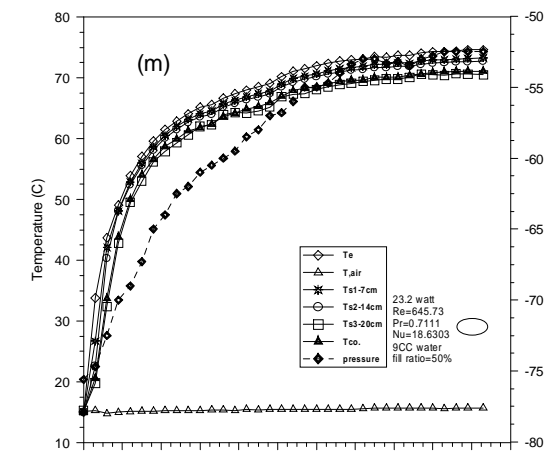 80
70
60
50
40
30
20
10
Temperature (C)
(m)
-50
-55
-60
-65
-70
-75
-80
Te
T,air
Ts1-7cm
Ts2-14cm
Ts3-20cm
Tco.
pressure
23.2 watt
Re=645.73
Pr=0.7111
Nu=18.6303
9CC water
fill ratio=50%